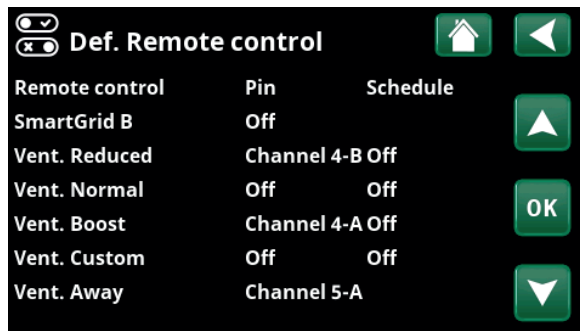 Def. Remote control
Remote control Pin Schedule
SmartGrid B Off
Vent. Reduced Channel 4-B Off
Vent. Normal Off Off
Vent. Boost Channel 4-A Off
OK
Vent. Custom Off Off
Vent. Away Channel 5-A